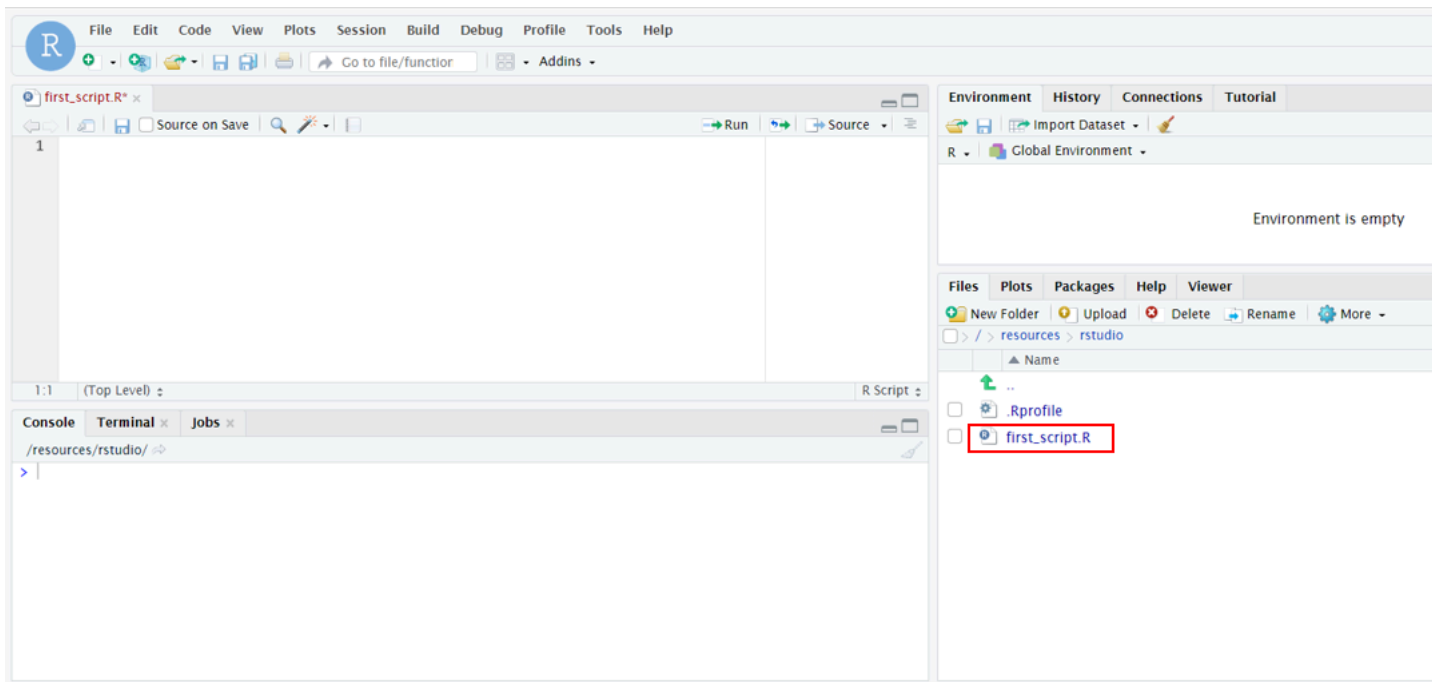 R
File Edit Code View Plots Session Build Debug Profile Tools Help
Go to file/function Addins
first_script.R*
Source on Save Run Source
1
1:1 (Top Level) R Script
Console Terminal Jobs
/resources/rstudio/
>
Environment History Connections Tutorial
Import Dataset
R Global Environment
Environment is empty
Files Plots Packages Help Viewer
New Folder Upload Delete Rename More
/ > resources > rstudio
Name
..
.Rprofile
first_script.R